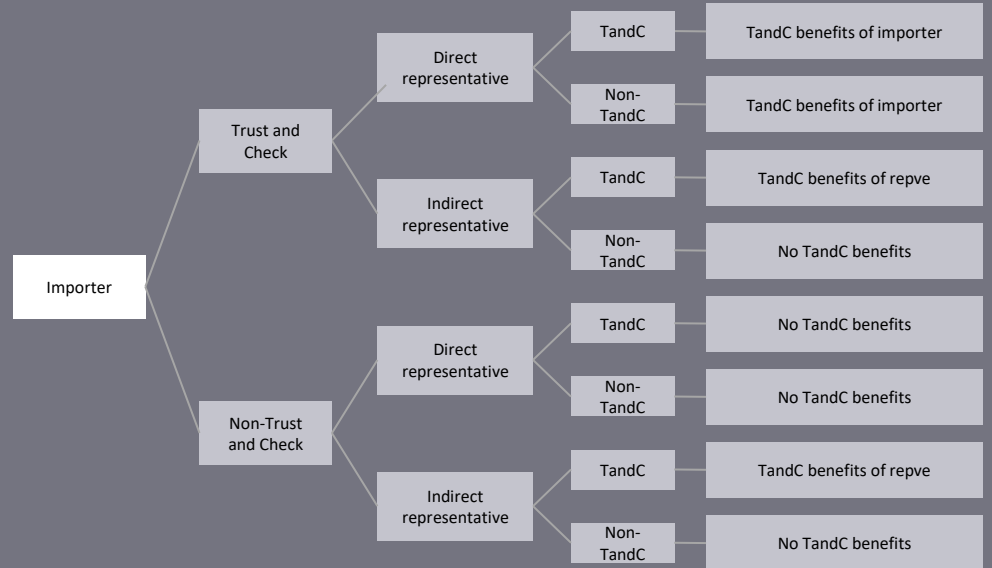 Importer
Trust and
Check
Direct
representative
TandC
TandC benefits of importer
Non-
TandC
TandC benefits of importer
Indirect
representative
TandC
TandC benefits of repve
Non-
TandC
No TandC benefits
Non-Trust
and Check
Direct
representative
TandC
No TandC benefits
Non-
TandC
No TandC benefits
Indirect
representative
TandC
TandC benefits of repve
Non-
TandC
No TandC benefits